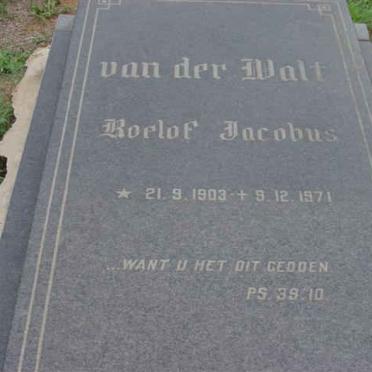 van der Walt
Roelof Jacobus
★ 21.9.1903 + 9.12.1971
...WANT U HET DIT GEDOEN
PS. 39.10